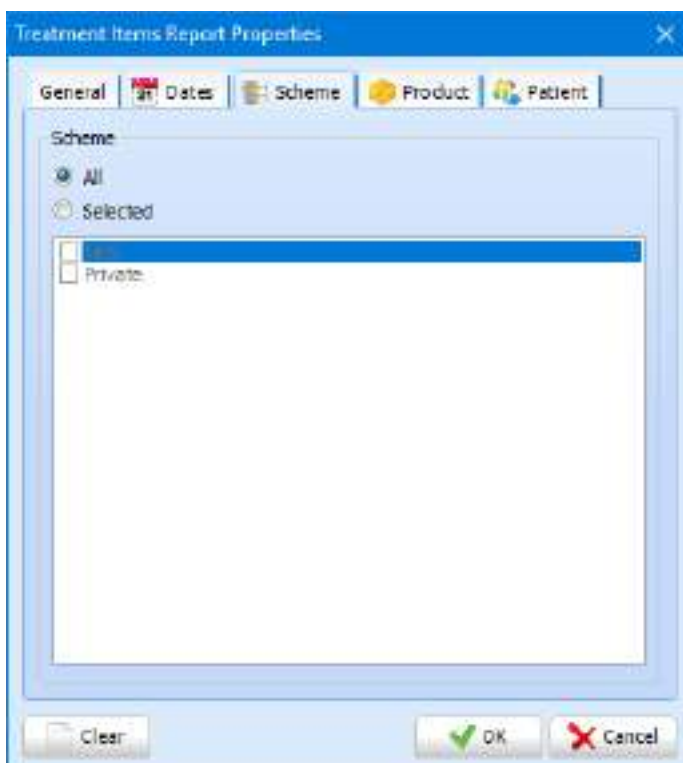 Treatment Items Report Properties
General Dates Scheme Product Patient
Scheme
All
Selected
Private
Clear OK Cancel